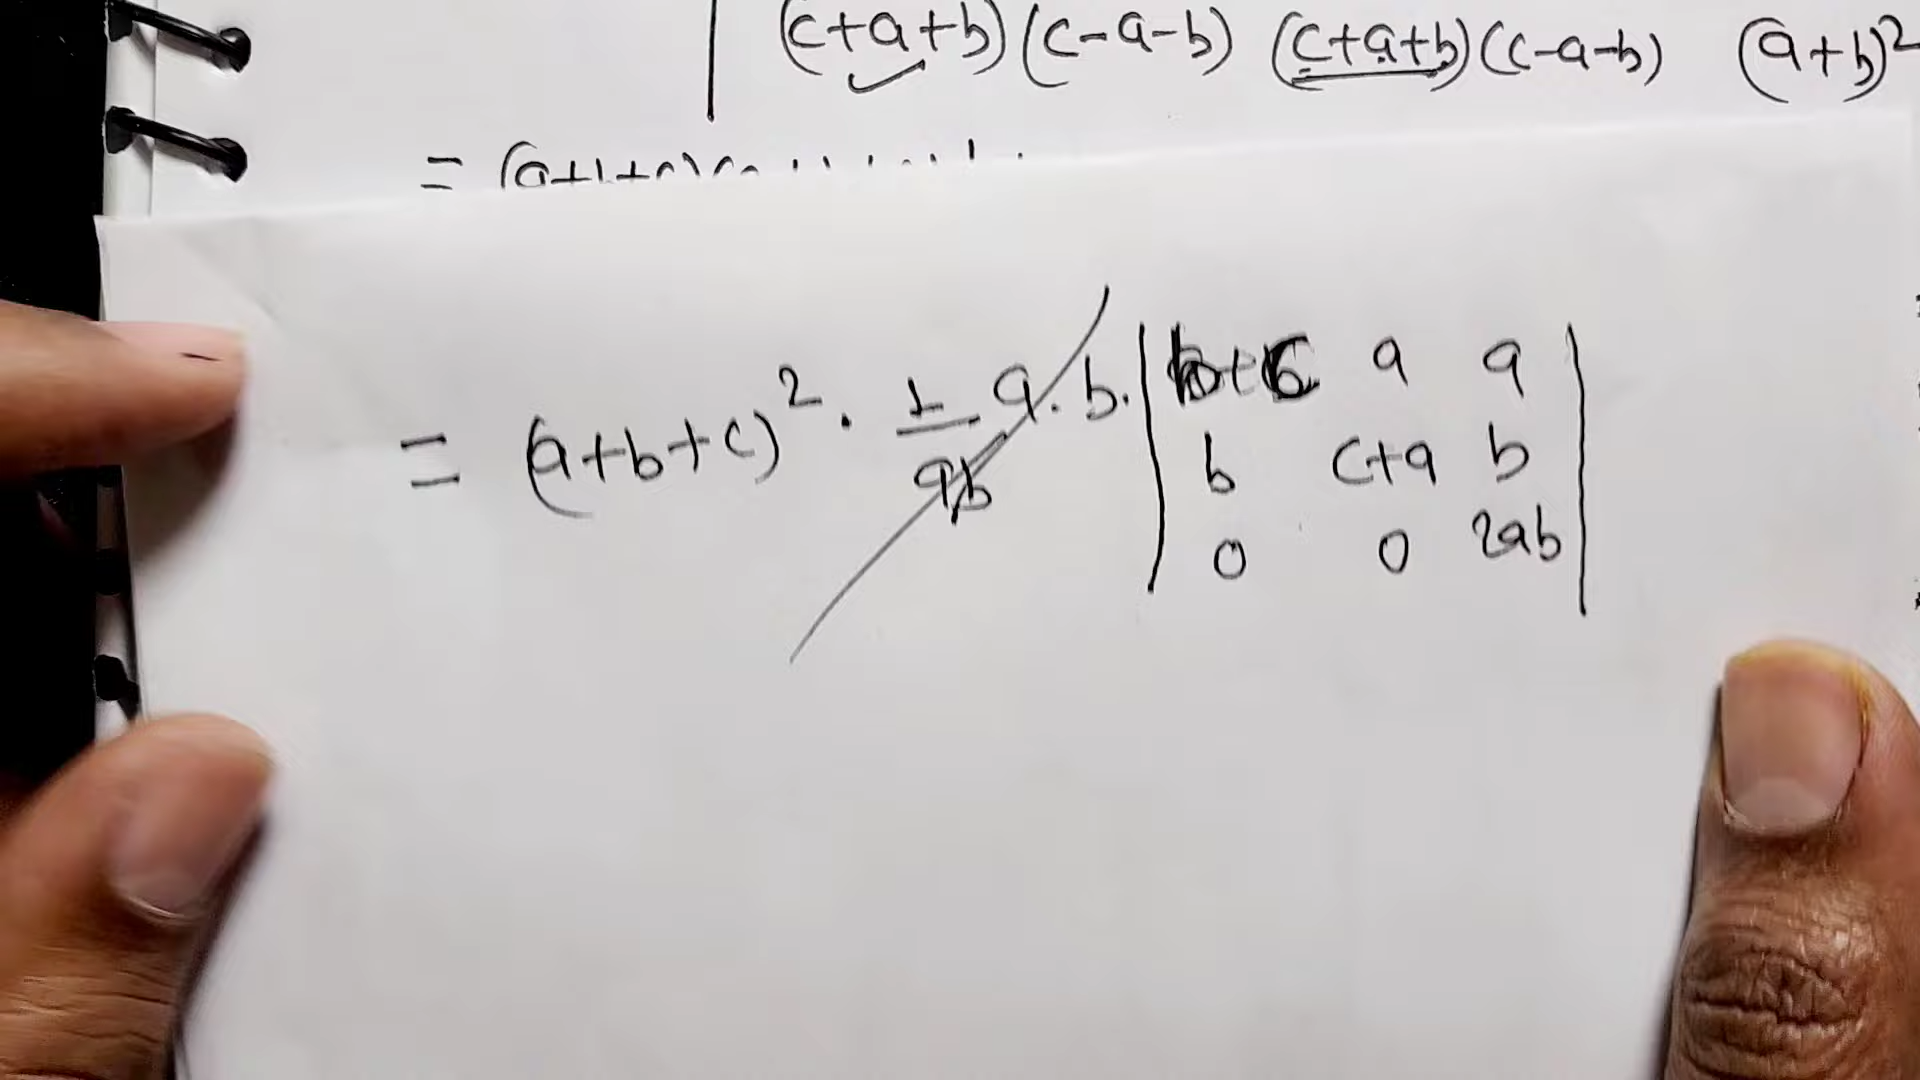 (c+a+b)(c-a-b) (c+a+b)(c-a-b) (a+b)²
=
= (a+b+c)² · 1/ab a · b · | b+c a a |
| b c+a b |
| 0 0 2ab |